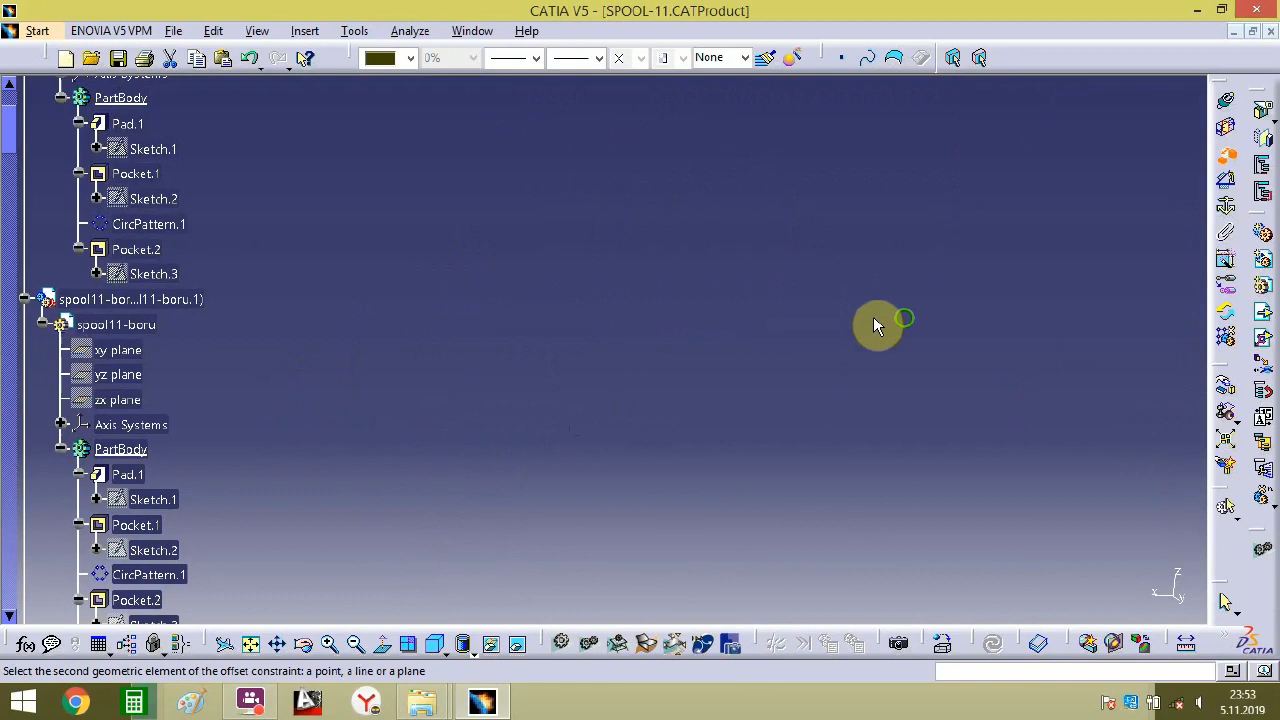 CATIA V5 - [SPOOL-11.CATProduct]
Start ENOVIA V5 VPM File Edit View Insert Tools Analyze Window Help
0% None
PartBody
Pad.1
Sketch.1
Pocket.1
Sketch.2
CircPattern.1
Pocket.2
Sketch.3
spool11-bor...l11-boru.1)
spool11-boru
xy plane
yz plane
zx plane
Axis Systems
PartBody
Pad.1
Sketch.1
Pocket.1
Sketch.2
CircPattern.1
Pocket.2
z
x y
CATIA
Select the second geometric element of the offset constraint: a point, a line or a plane
23:53
5.11.2019